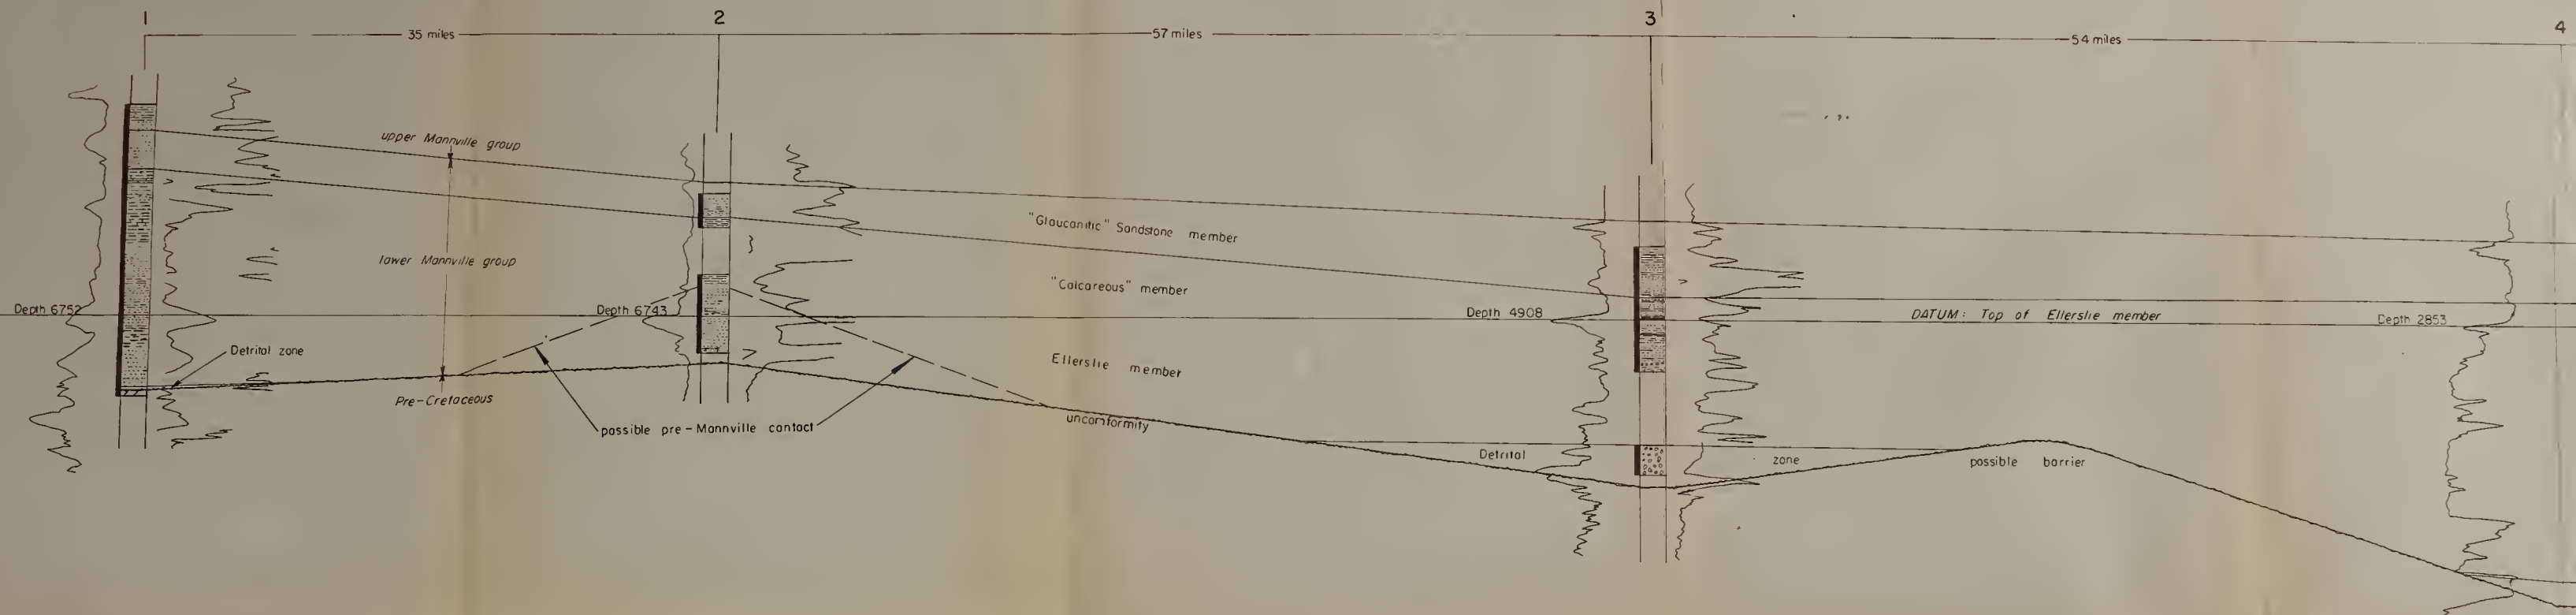 1
2
3
4
35 miles
57 miles
54 miles
upper Mannville group
"Glaucanitic" Sandstone member
lower Mannville group
"Calcareous" member
Depth 6752
Depth 6743
Depth 4908
DATUM: Top of Ellerslie member
Depth 2853
Detrital zone
Ellerslie member
Pre-Cretaceous
possible pre-Mannville contact
unconformity
Detrital zone
possible barrier